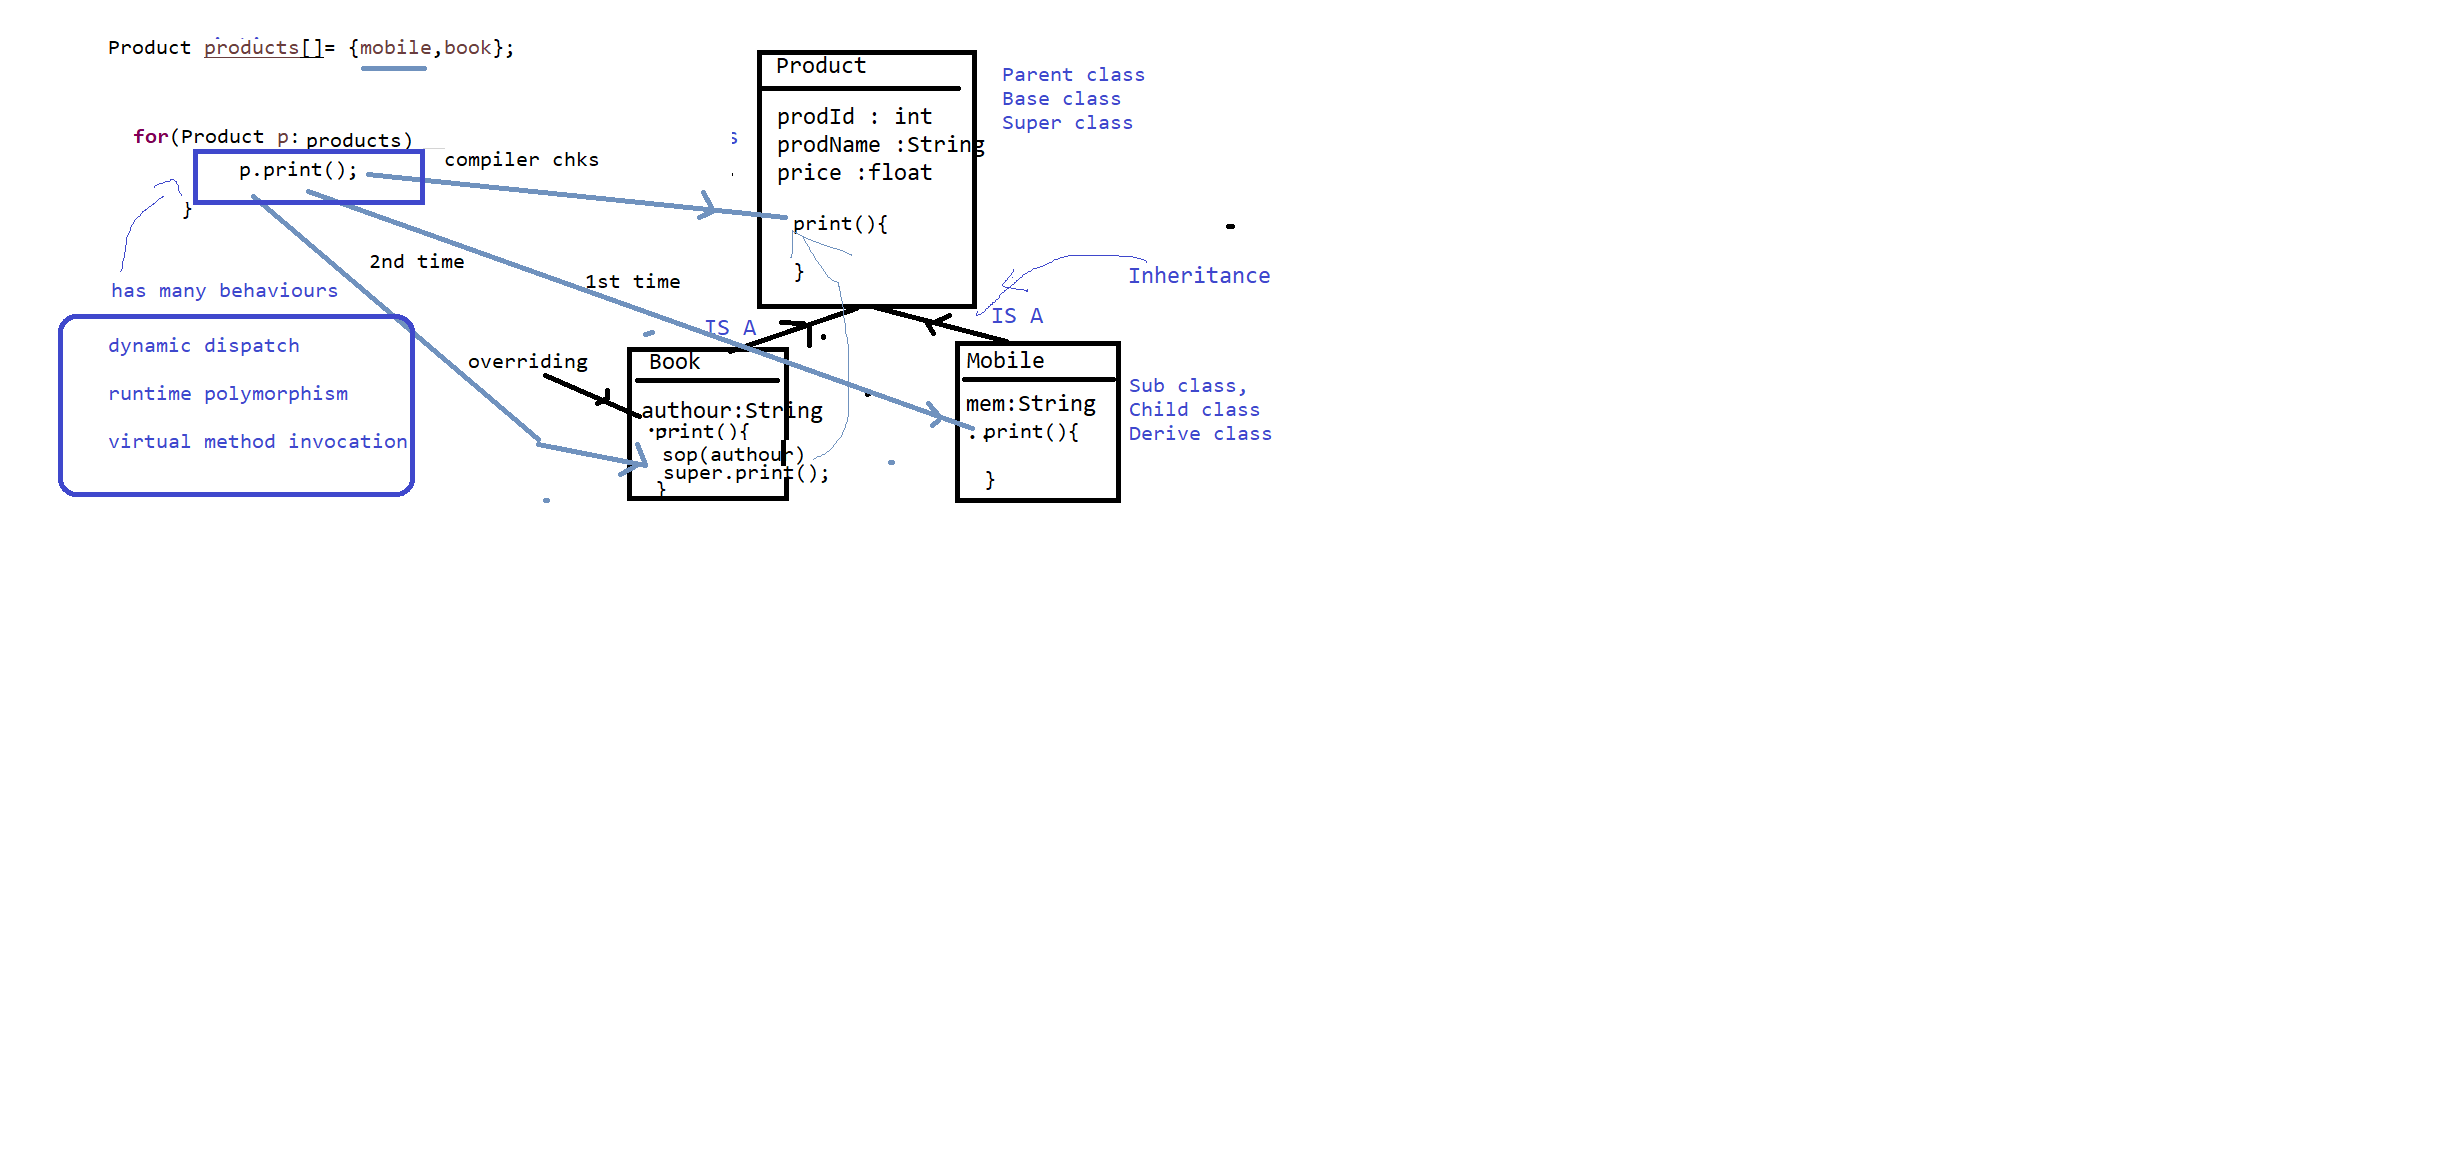 Product products[]= {mobile,book};
for(Product p: products)
p.print();
}
compiler chks
2nd time
1st time
has many behaviours
dynamic dispatch
runtime polymorphism
virtual method invocation
Product
prodId : int
prodName :String
price :float
print(){
}
Parent class
Base class
Super class
s
Inheritance
IS A
IS A
overriding
Book
authour:String
print(){
sop(authour)
super.print();
}
Mobile
mem:String
print(){
}
Sub class,
Child class
Derive class